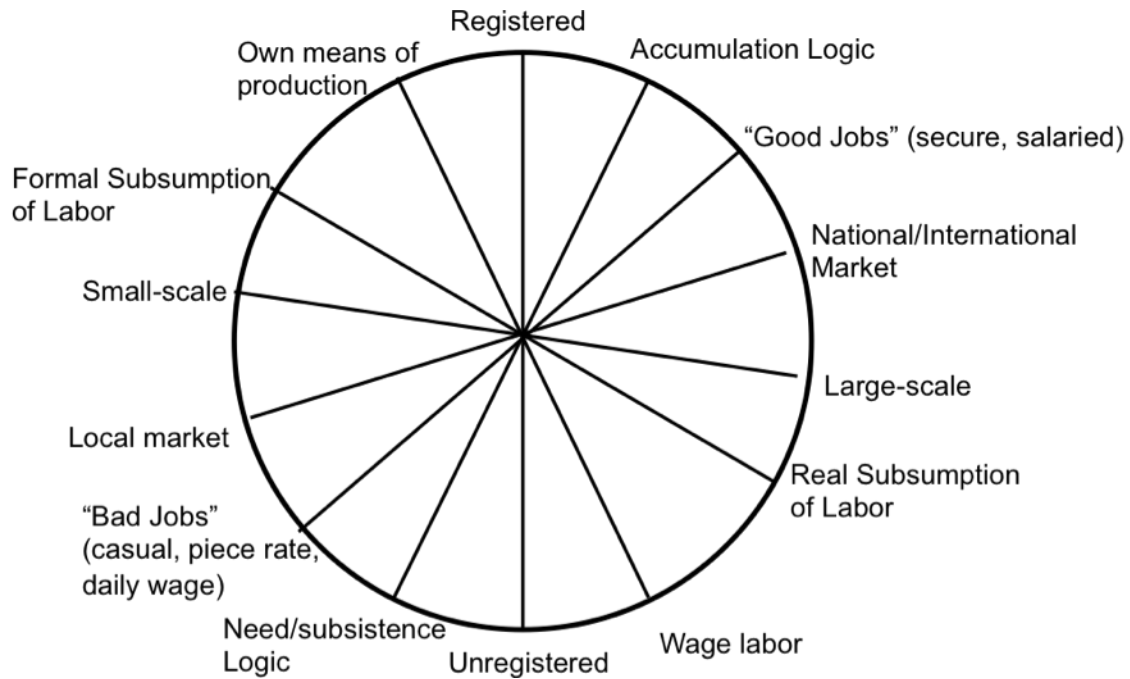 Registered
Accumulation Logic
“Good Jobs” (secure, salaried)
National/International
Market
Large-scale
Real Subsumption
of Labor
Wage labor
Unregistered
Need/subsistence
Logic
“Bad Jobs”
(casual, piece rate,
daily wage)
Local market
Small-scale
Formal Subsumption
of Labor
Own means of
production